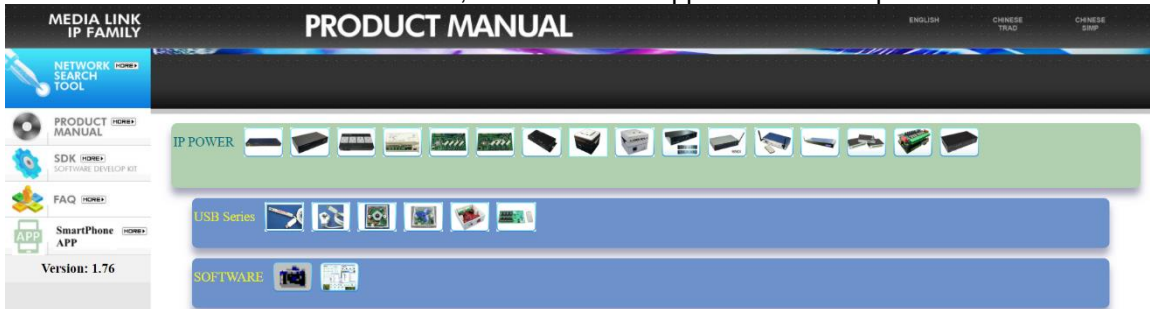 MEDIA LINK
IP FAMILY
PRODUCT MANUAL
ENGLISH
CHINESE
TRAD
CHINESE
SIMP
NETWORK MORE
SEARCH
TOOL
PRODUCT MORE
MANUAL
SDK MORE
SOFTWARE DEVELOP KIT
FAQ MORE
APP
SmartPhone MORE
APP
Version: 1.76
IP POWER
USB Series
SOFTWARE